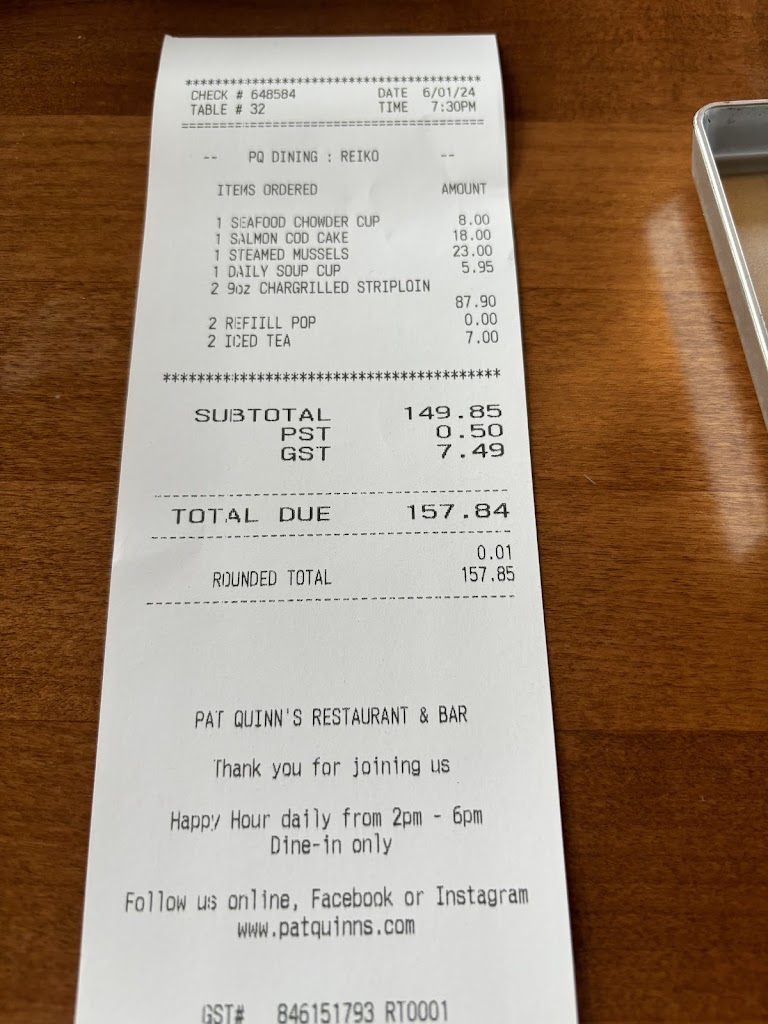 ****************************************
CHECK # 648584 DATE 6/01/24
TABLE # 32 TIME 7:30PM
========================================
-- PQ DINING : REIKO --
ITEMS ORDERED AMOUNT
1 SEAFOOD CHOWDER CUP 8.00
1 SALMON COD CAKE 18.00
1 STEAMED MUSSELS 23.00
1 DAILY SOUP CUP 5.95
2 9oz CHARGRILLED STRIPLOIN
87.90
2 REFIILL POP 0.00
2 ICED TEA 7.00
****************************************
SUBTOTAL 149.85
PST 0.50
GST 7.49
----------------------------------------
TOTAL DUE 157.84
----------------------------------------
0.01
ROUNDED TOTAL 157.85
----------------------------------------
PAT QUINN'S RESTAURANT & BAR
Thank you for joining us
Happy Hour daily from 2pm - 6pm
Dine-in only
Follow us online, Facebook or Instagram
www.patquinns.com
GST# 846151793 RT0001